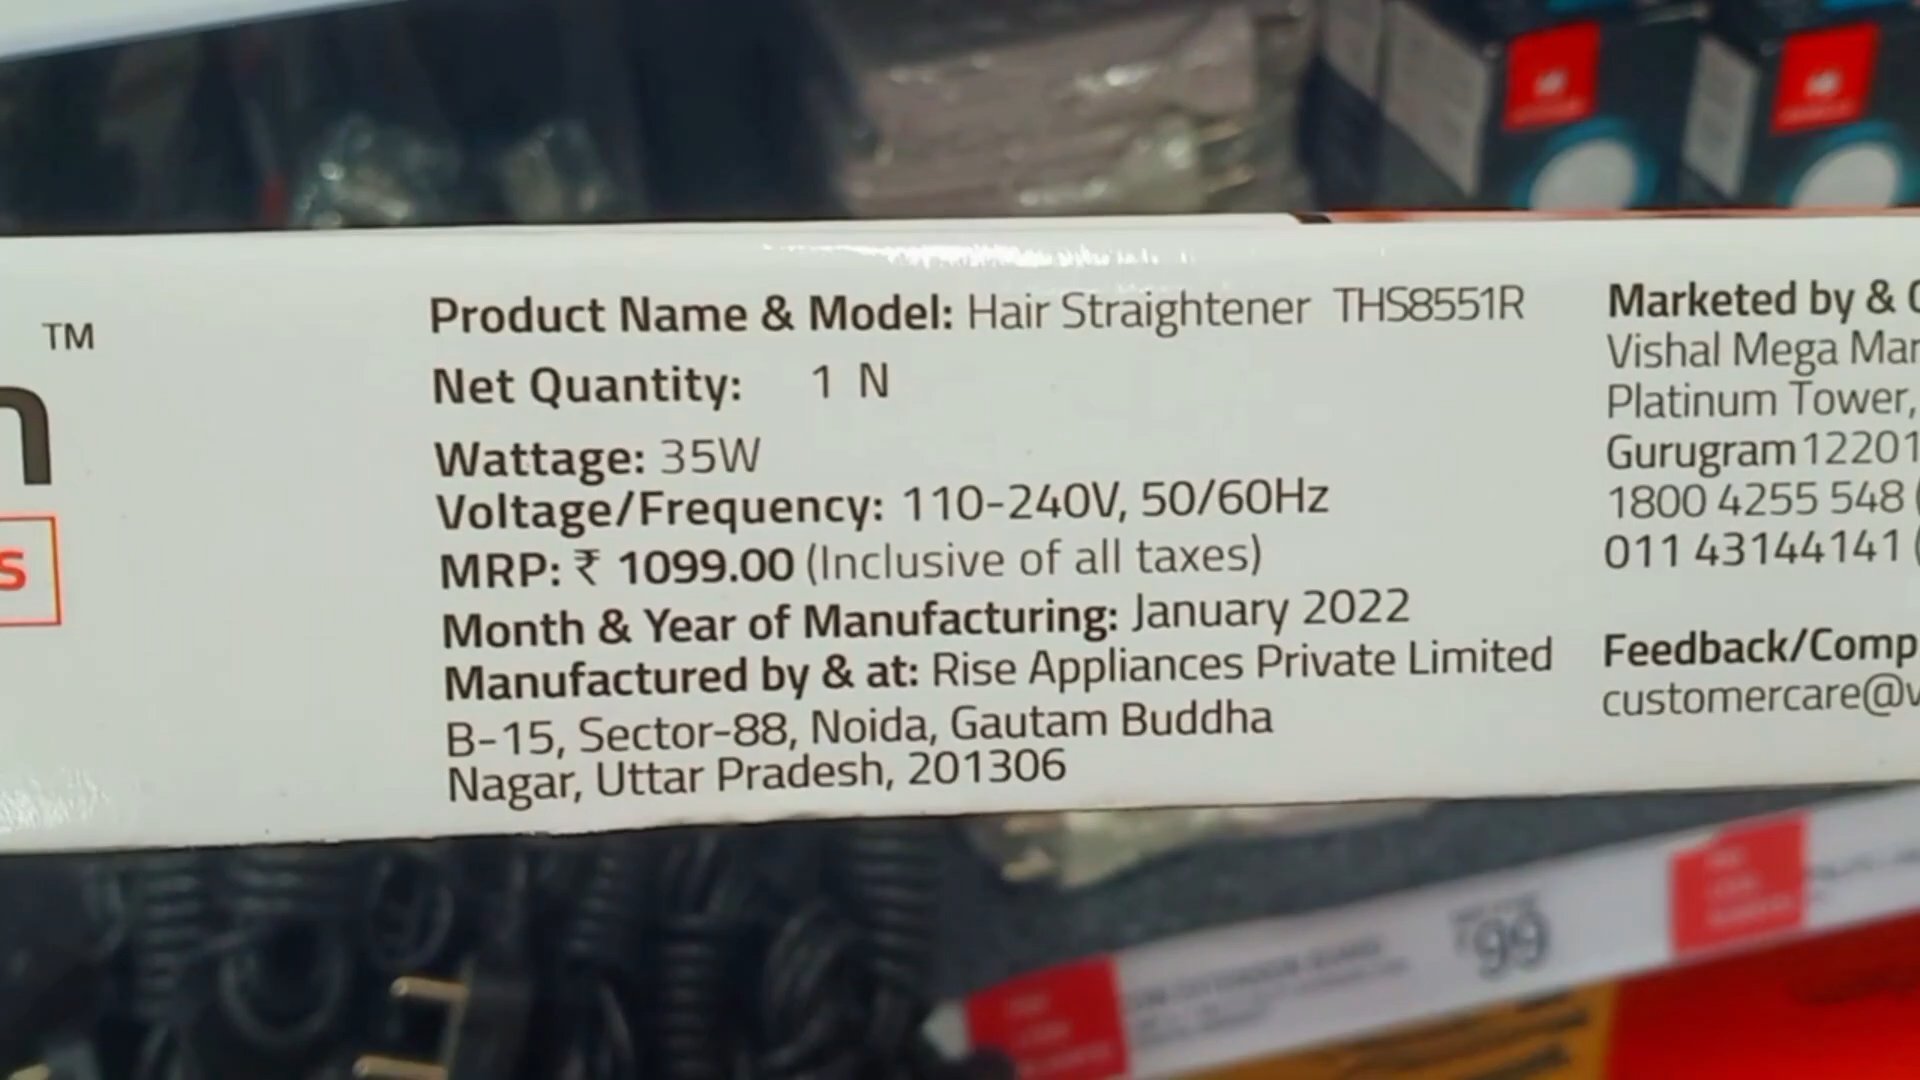 TM
n
s
Product Name & Model: Hair Straightener THS8551R
Net Quantity: 1 N
Wattage: 35W
Voltage/Frequency: 110-240V, 50/60Hz
MRP: ₹ 1099.00 (Inclusive of all taxes)
Month & Year of Manufacturing: January 2022
Manufactured by & at: Rise Appliances Private Limited
B-15, Sector-88, Noida, Gautam Buddha
Nagar, Uttar Pradesh, 201306
Marketed by & C
Vishal Mega Mar
Platinum Tower,
Gurugram 12201
1800 4255 548 (
011 43144141 (
Feedback/Comp
customercare@v
₹99